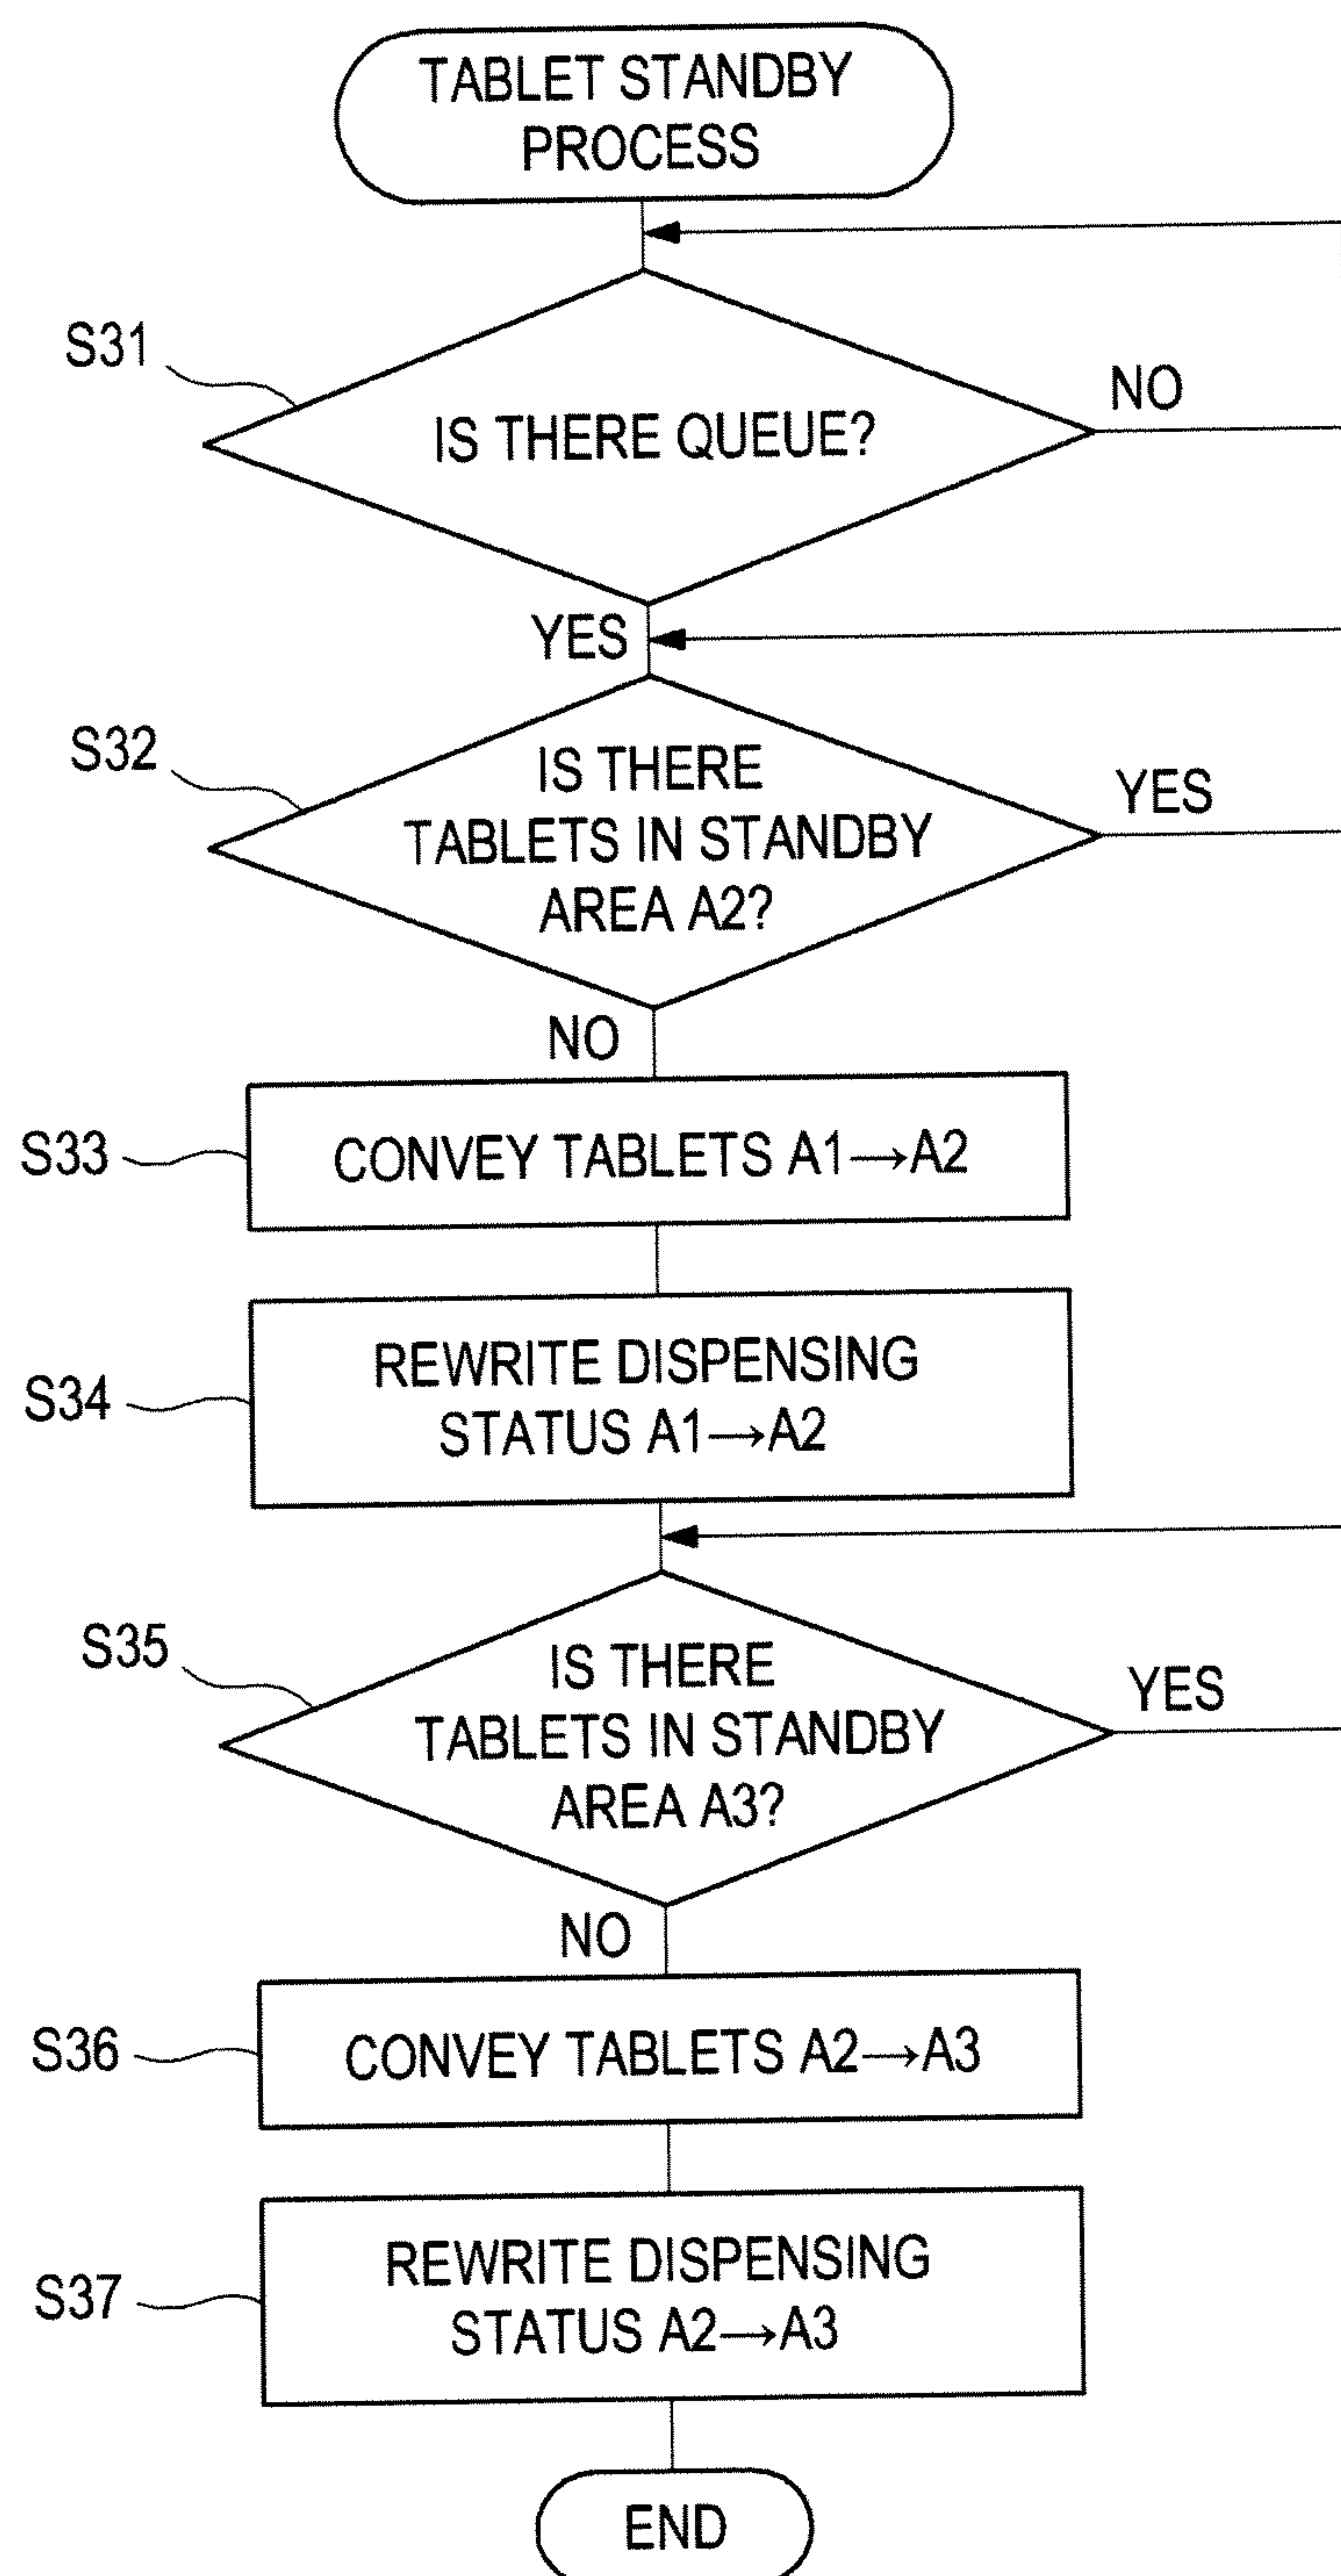 TABLET STANDBY
PROCESS
S31
IS THERE QUEUE?
NO
YES
S32
IS THERE
TABLETS IN STANDBY
AREA A2?
YES
NO
S33
CONVEY TABLETS A1→A2
S34
REWRITE DISPENSING
STATUS A1→A2
S35
IS THERE
TABLETS IN STANDBY
AREA A3?
YES
NO
S36
CONVEY TABLETS A2→A3
S37
REWRITE DISPENSING
STATUS A2→A3
END